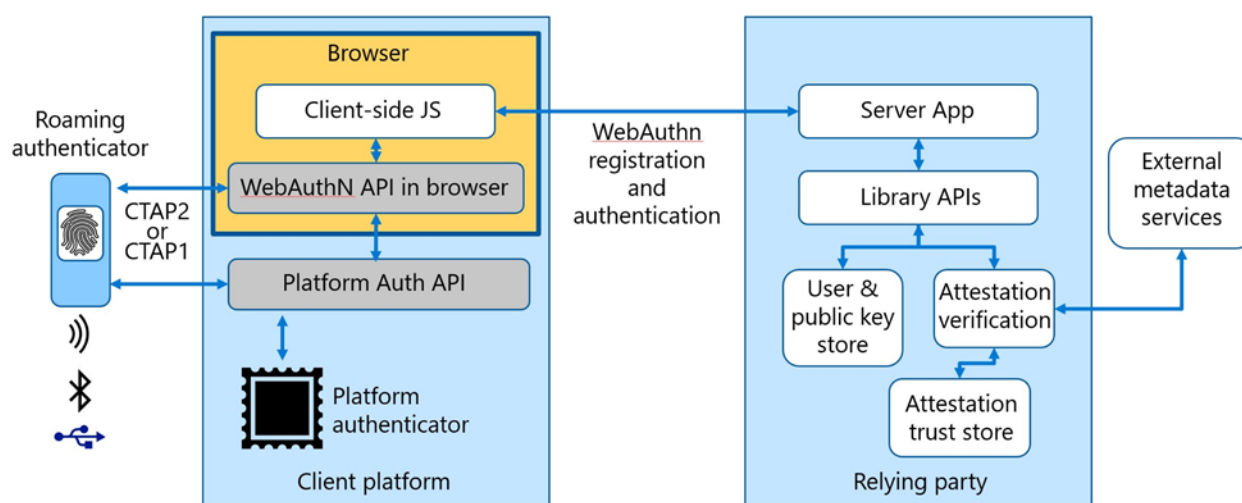 Roaming
authenticator
CTAP2
or
CTAP1
Browser
Client-side JS
WebAuthN API in browser
Platform Auth API
Platform
authenticator
Client platform
WebAuthn
registration
and
authentication
Server App
Library APIs
User &
public key
store
Attestation
verification
Attestation
trust store
Relying party
External
metadata
services